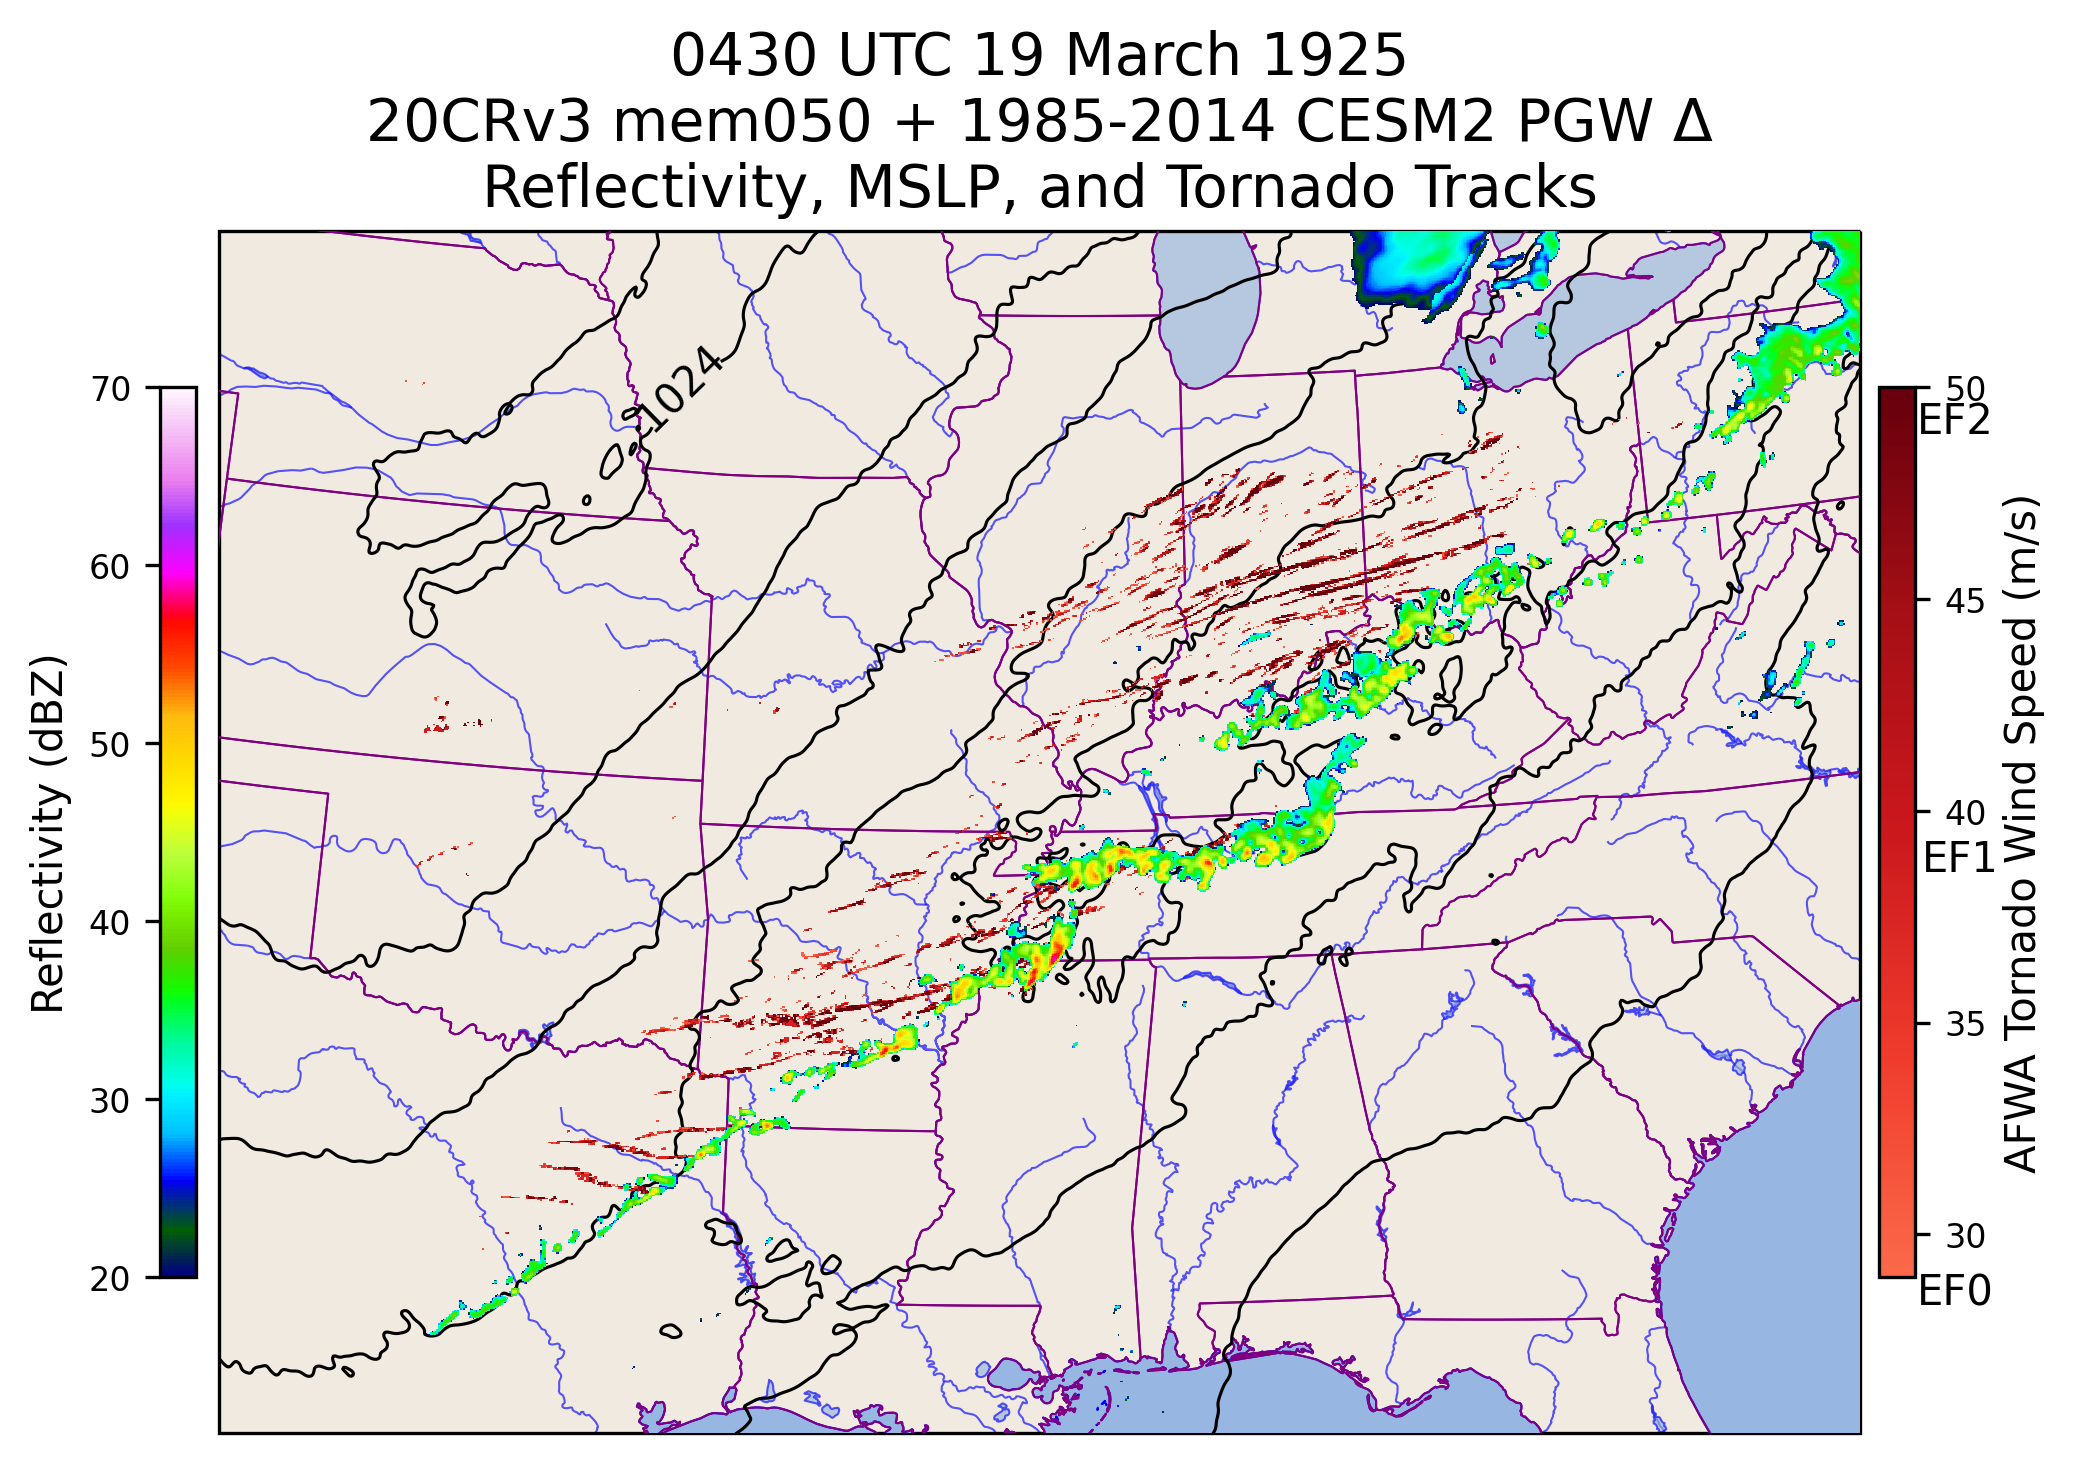 0430 UTC 19 March 1925
20CRv3 mem050 + 1985-2014 CESM2 PGW Δ
Reflectivity, MSLP, and Tornado Tracks
1024
Reflectivity (dBZ)
70
60
50
40
30
20
50
EF2
45
40
EF1
35
30
EF0
AFWA Tornado Wind Speed (m/s)